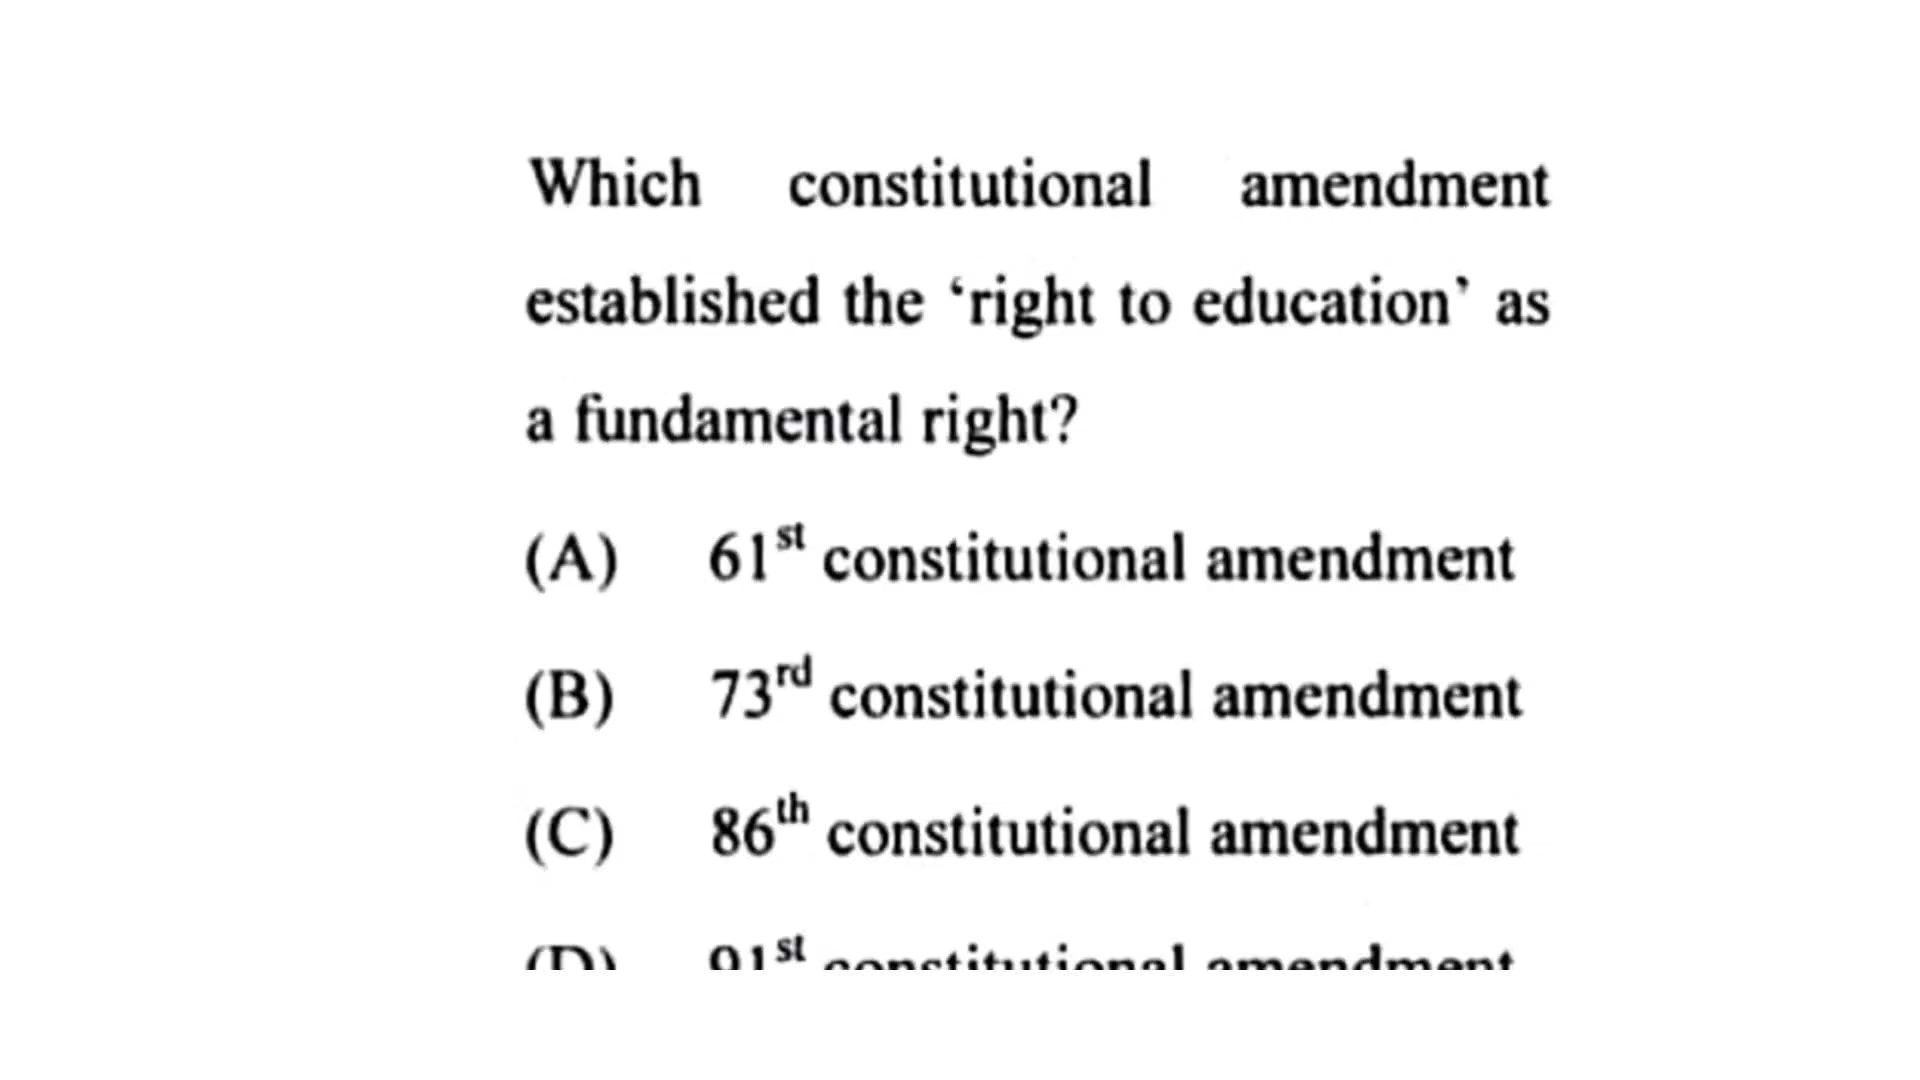 Which constitutional amendment
established the ‘right to education’ as
a fundamental right?
(A) 61st constitutional amendment
(B) 73rd constitutional amendment
(C) 86th constitutional amendment
(D) 91st constitutional amendment